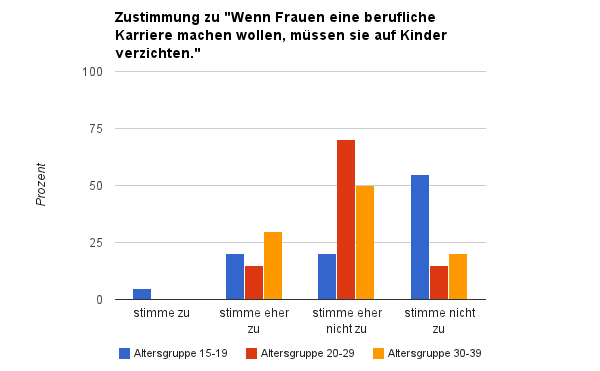 Zustimmung zu "Wenn Frauen eine berufliche
Karriere machen wollen, müssen sie auf Kinder
verzichten."
100
75
50
25
0
Prozent
stimme zu
stimme eher
zu
stimme eher
nicht zu
stimme nicht
zu
Altersgruppe 15-19
Altersgruppe 20-29
Altersgruppe 30-39